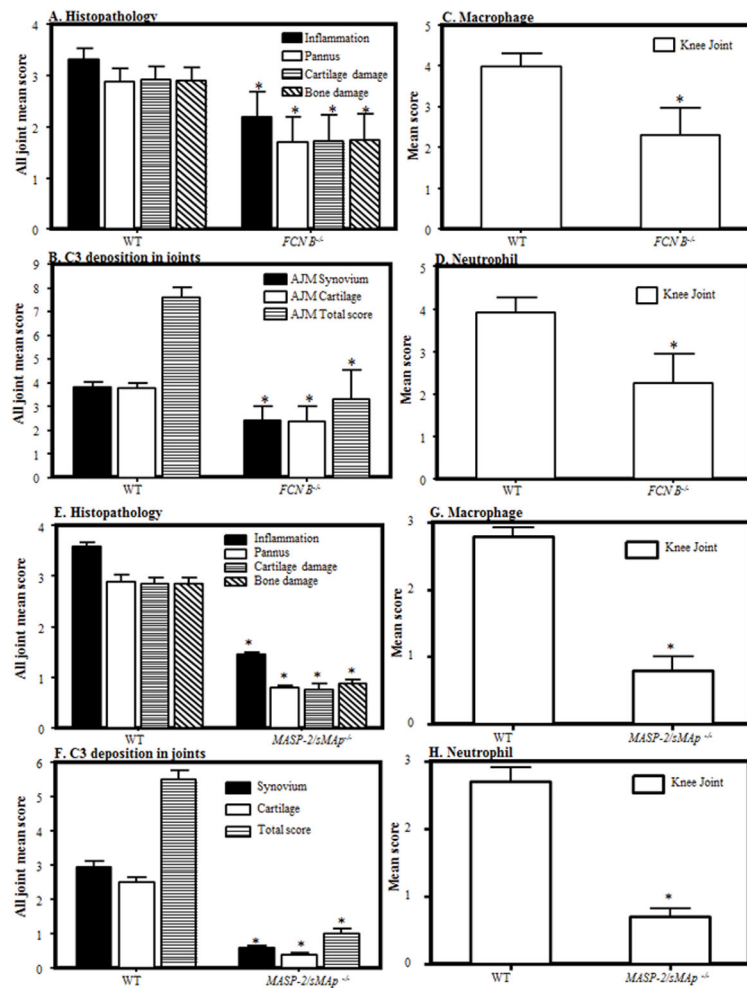 A. Histopathology
All joint mean score
4
3
2
1
0
Inflammation
Pannus
Cartilage damage
Bone damage
* * * *
WT
FCN B-/-
C. Macrophage
Mean score
5
4
3
2
1
0
Knee Joint
*
WT
FCN B-/-
B. C3 deposition in joints
All joint mean score
9
8
7
6
5
4
3
2
1
0
AJM Synovium
AJM Cartilage
AJM Total score
* * *
WT
FCN B-/-
D. Neutrophil
Mean score
5
4
3
2
1
0
Knee Joint
*
WT
FCN B-/-
E. Histopathology
All joint mean score
4
3
2
1
0
Inflammation
Pannus
Cartilage damage
Bone damage
* * * *
WT
MASP-2/sMAp-/-
G. Macrophage
Mean score
3
2
1
0
Knee Joint
*
WT
MASP-2/sMAp -/-
F. C3 deposition in joints
All joint mean score
6
5
4
3
2
1
0
Synovium
Cartilage
Total score
* * *
WT
MASP-2/sMAp -/-
H. Neutrophil
Mean score
3
2
1
0
Knee Joint
*
WT
MASP-2/sMAp -/-